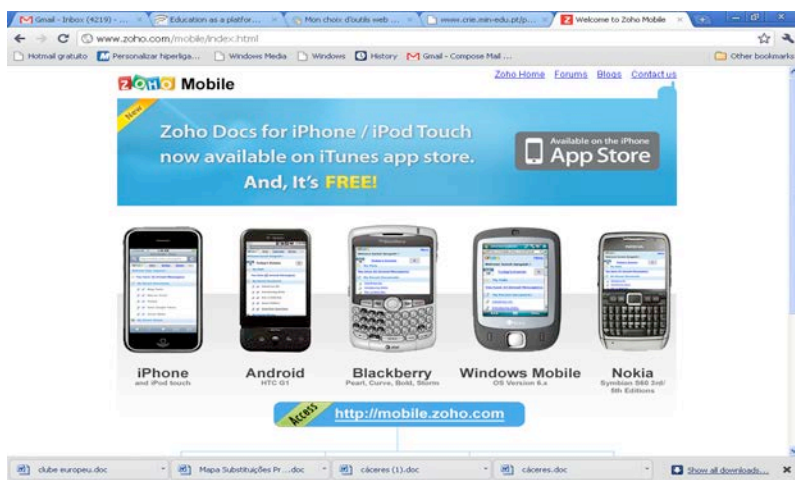 Gmail - Inbox (4219) - ...
Education as a platfor...
Mon choix d'outils web ...
www.crie.min-edu.pt/p...
Welcome to Zoho Mobile
www.zoho.com/mobile/index.html
Hotmail gratuito
Personalizar hiperliga...
Windows Media
Windows
History
Gmail - Compose Mail ...
Other bookmarks
ZOHO Mobile
Zoho Home Forums Blogs Contact us
New
Zoho Docs for iPhone / iPod Touch
now available on iTunes app store.
And, It's FREE!
Available on the iPhone
App Store
iPhone
and iPod touch
Android
HTC G1
Blackberry
Pearl, Curve, Bold, Storm
Windows Mobile
OS Version 6.x
Nokia
Symbian S60 3rd/
5th Editions
Access http://mobile.zoho.com
clube europeu.doc
Mapa Substituições Pr....doc
cáceres (1).doc
cáceres.doc
Show all downloads...